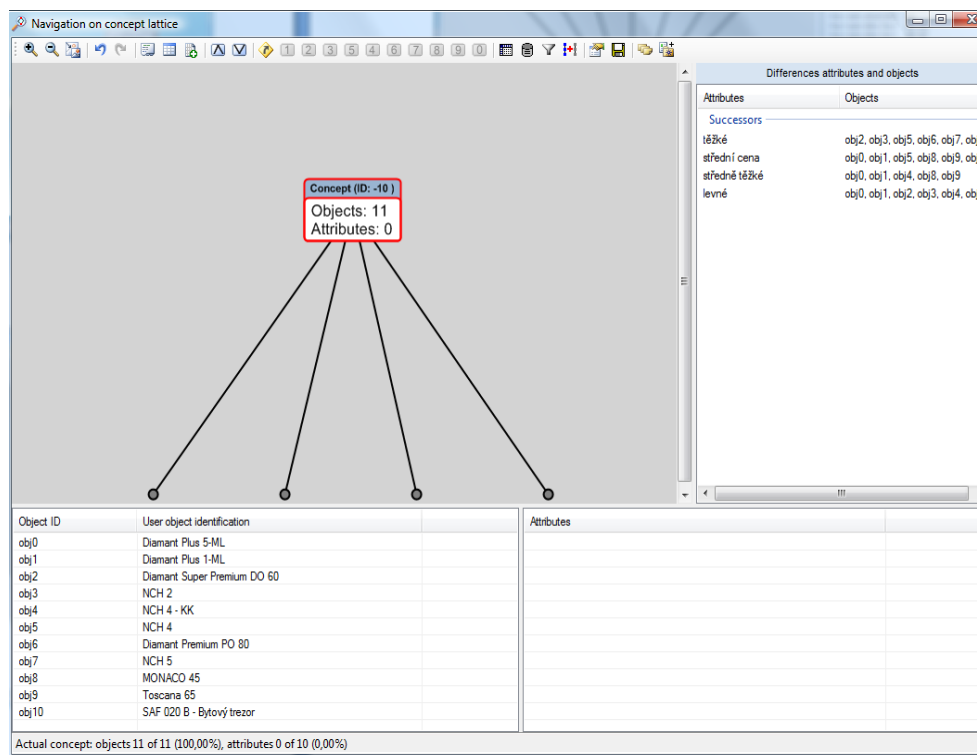 Navigation on concept lattice
1 2 3 5 4 6 7 8 9 0
Differences attributes and objects
Attributes Objects
Successors
těžké obj2, obj3, obj5, obj6, obj7,
střední cena obj0, obj1, obj5, obj8, obj9,
středně těžké obj0, obj1, obj4, obj8, obj9
levné obj0, obj1, obj2, obj3, obj4,
Concept (ID: -10 )
Objects: 11
Attributes: 0
Object ID User object identification
obj0 Diamant Plus 5-ML
obj1 Diamant Plus 1-ML
obj2 Diamant Super Premium DO 60
obj3 NCH 2
obj4 NCH 4 - KK
obj5 NCH 4
obj6 Diamant Premium PO 80
obj7 NCH 5
obj8 MONACO 45
obj9 Toscana 65
obj10 SAF 020 B - Bytový trezor
Attributes
Actual concept: objects 11 of 11 (100,00%), attributes 0 of 10 (0,00%)